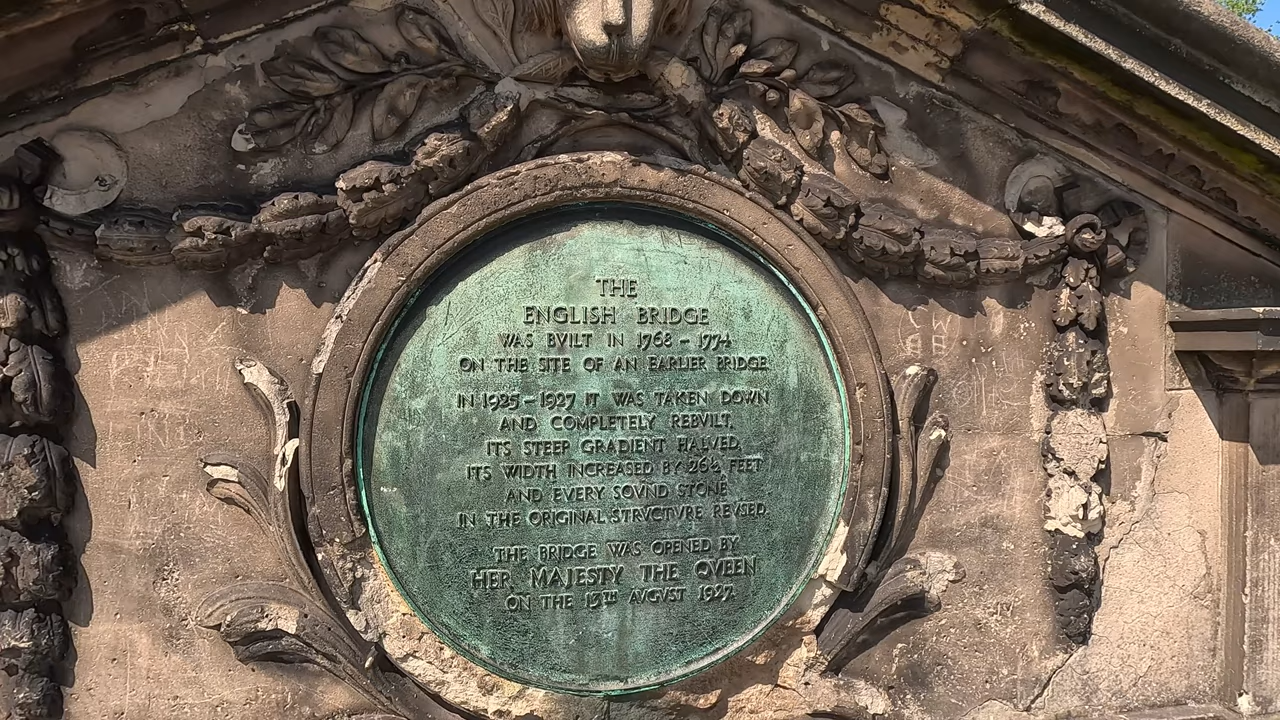 THE
ENGLISH BRIDGE
WAS BVILT IN 1768 – 1774
ON THE SITE OF AN EARLIER BRIDGE.
IN 1925 – 1927 IT WAS TAKEN DOWN
AND COMPLETELY REBVILT,
ITS STEEP GRADIENT HALVED,
ITS WIDTH INCREASED BY 26½ FEET
AND EVERY SOVND STONE
IN THE ORIGINAL STRVCTVRE REVSED.
THE BRIDGE WAS OPENED BY
HER MAJESTY THE QVEEN
ON THE 13TH AVGVST 1927.